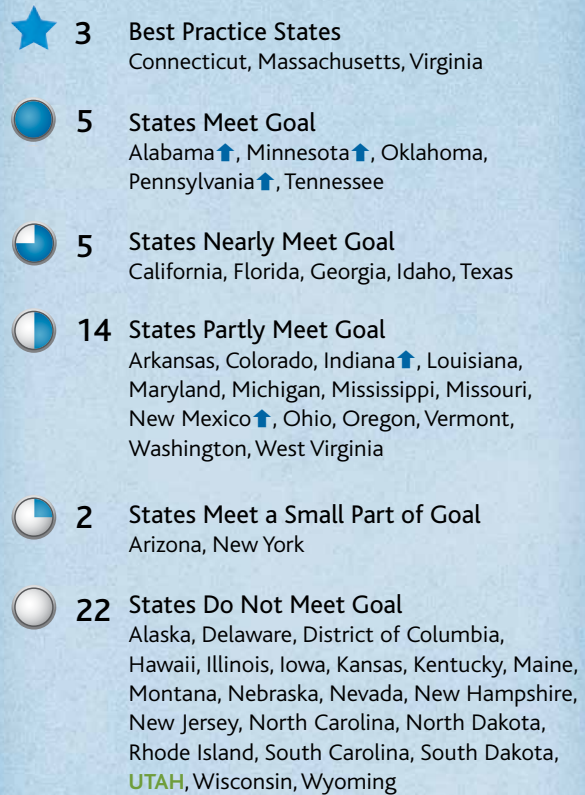 3 Best Practice States
Connecticut, Massachusetts, Virginia
5 States Meet Goal
Alabama⬆, Minnesota⬆, Oklahoma,
Pennsylvania⬆, Tennessee
5 States Nearly Meet Goal
California, Florida, Georgia, Idaho, Texas
14 States Partly Meet Goal
Arkansas, Colorado, Indiana⬆, Louisiana,
Maryland, Michigan, Mississippi, Missouri,
New Mexico⬆, Ohio, Oregon, Vermont,
Washington, West Virginia
2 States Meet a Small Part of Goal
Arizona, New York
22 States Do Not Meet Goal
Alaska, Delaware, District of Columbia,
Hawaii, Illinois, Iowa, Kansas, Kentucky, Maine,
Montana, Nebraska, Nevada, New Hampshire,
New Jersey, North Carolina, North Dakota,
Rhode Island, South Carolina, South Dakota,
UTAH, Wisconsin, Wyoming